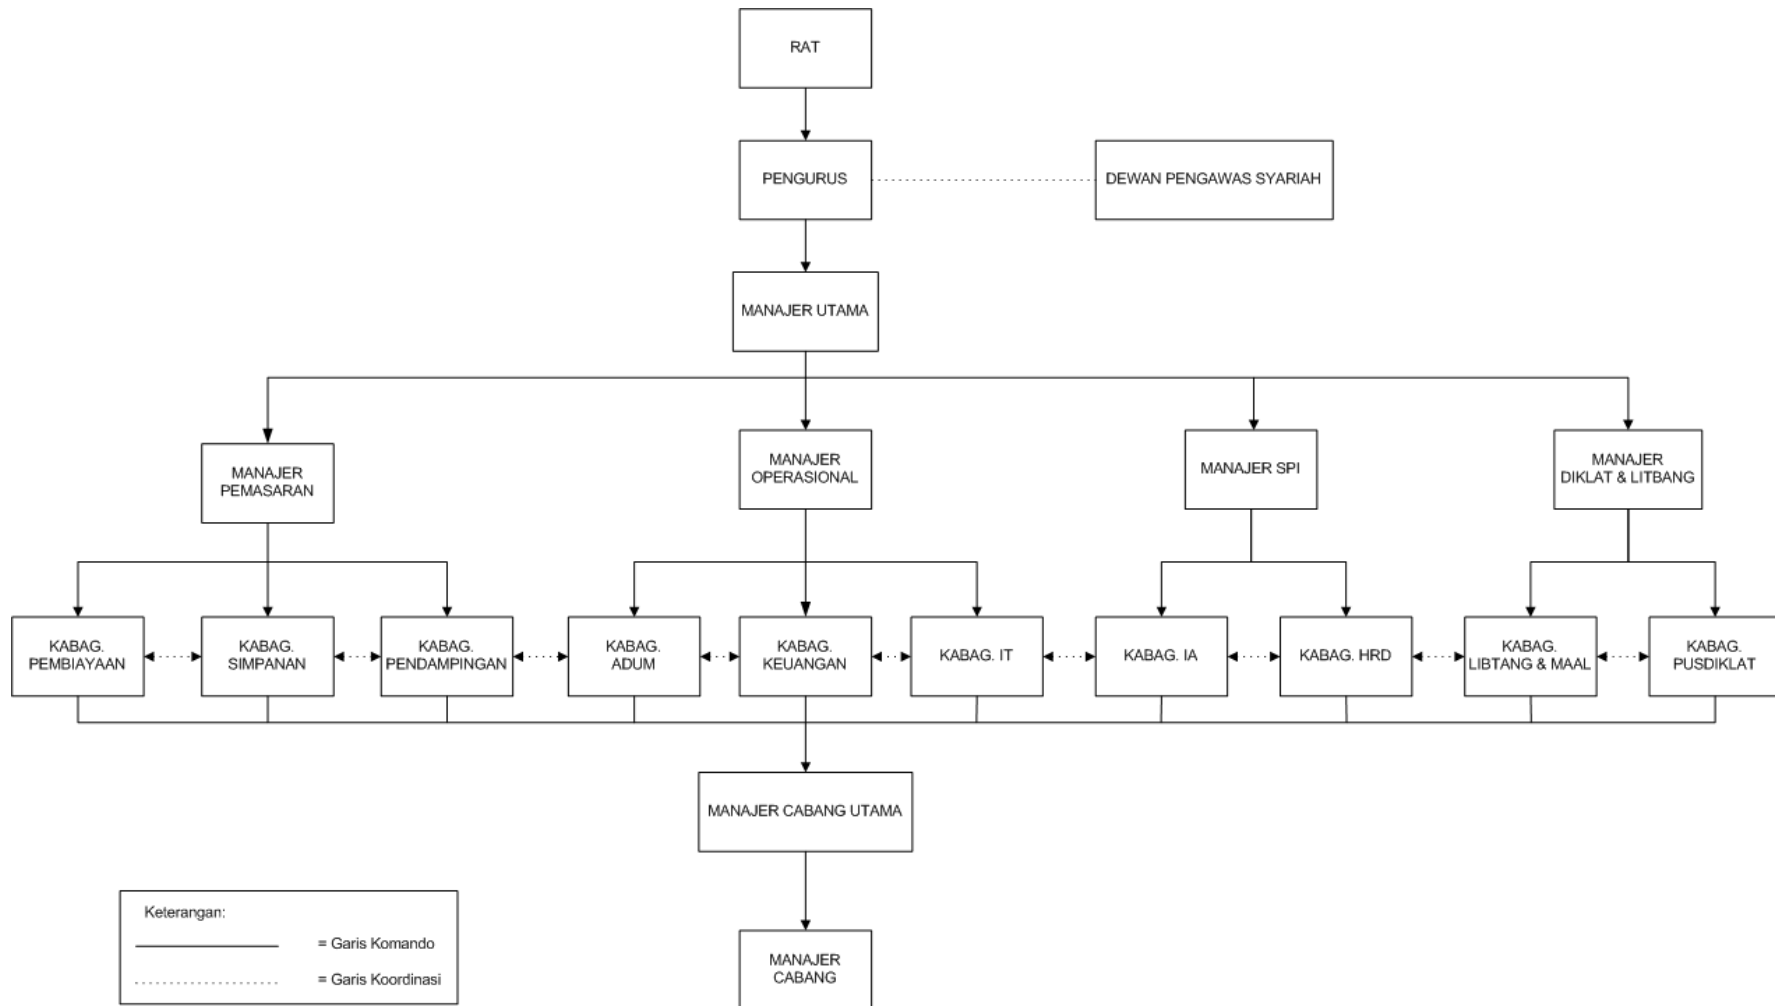 RAT
PENGURUS
DEWAN PENGAWAS SYARIAH
MANAJER UTAMA
MANAJER
PEMASARAN
MANAJER
OPERASIONAL
MANAJER SPI
MANAJER
DIKLAT & LITBANG
KABAG.
PEMBIAYAAN
KABAG.
SIMPANAN
KABAG.
PENDAMPINGAN
KABAG.
ADUM
KABAG.
KEUANGAN
KABAG. IT
KABAG. IA
KABAG. HRD
KABAG.
LIBTANG & MAAL
KABAG.
PUSDIKLAT
MANAJER CABANG UTAMA
MANAJER
CABANG
Keterangan:
= Garis Komando
= Garis Koordinasi